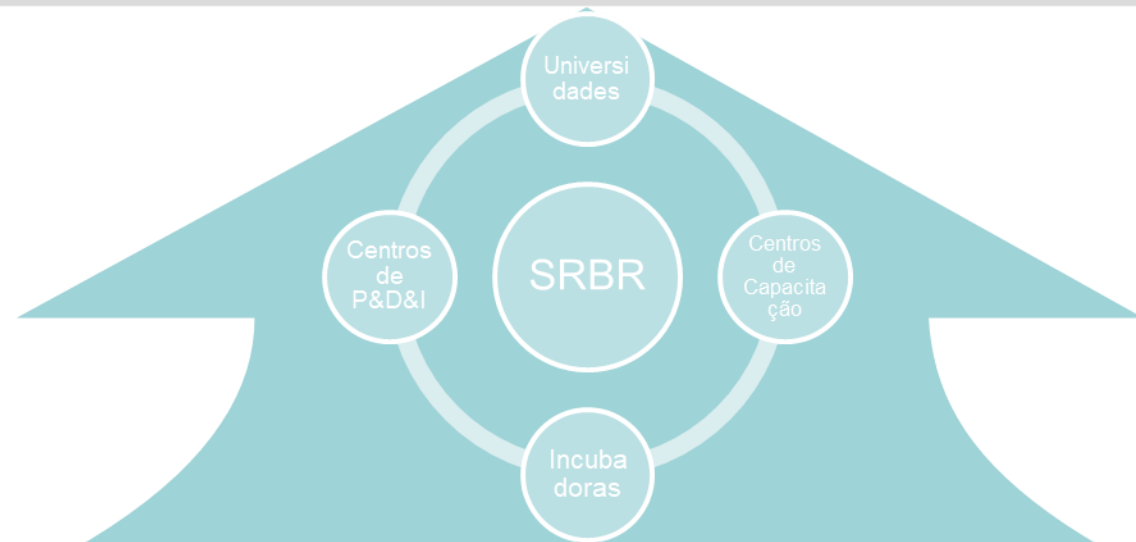 Universi
dades
Centros
de
P&D&I
SRBR
Centros
de
Capacita
ção
Incuba
doras